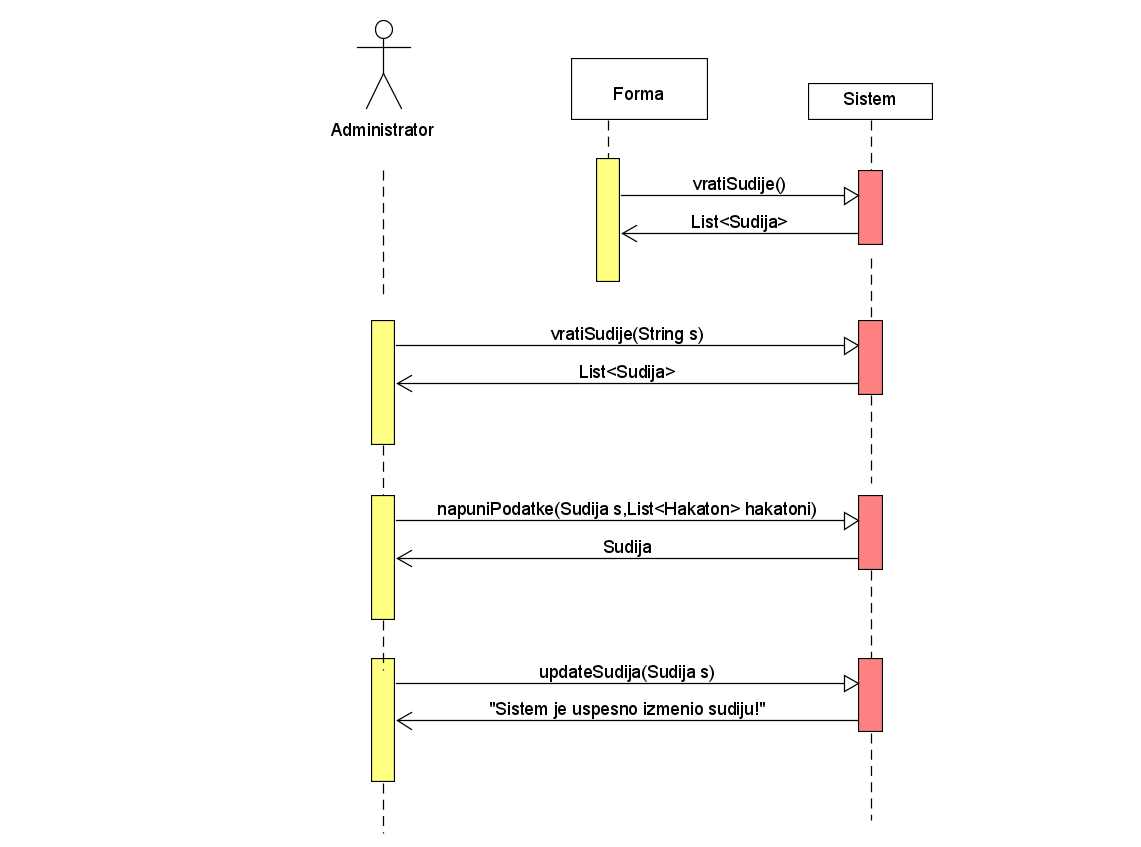 Administrator
Forma
Sistem
vratiSudije()
List<Sudija>
vratiSudije(String s)
List<Sudija>
napuniPodatke(Sudija s,List<Hakaton> hakatoni)
Sudija
updateSudija(Sudija s)
"Sistem je uspesno izmenio sudiju!"